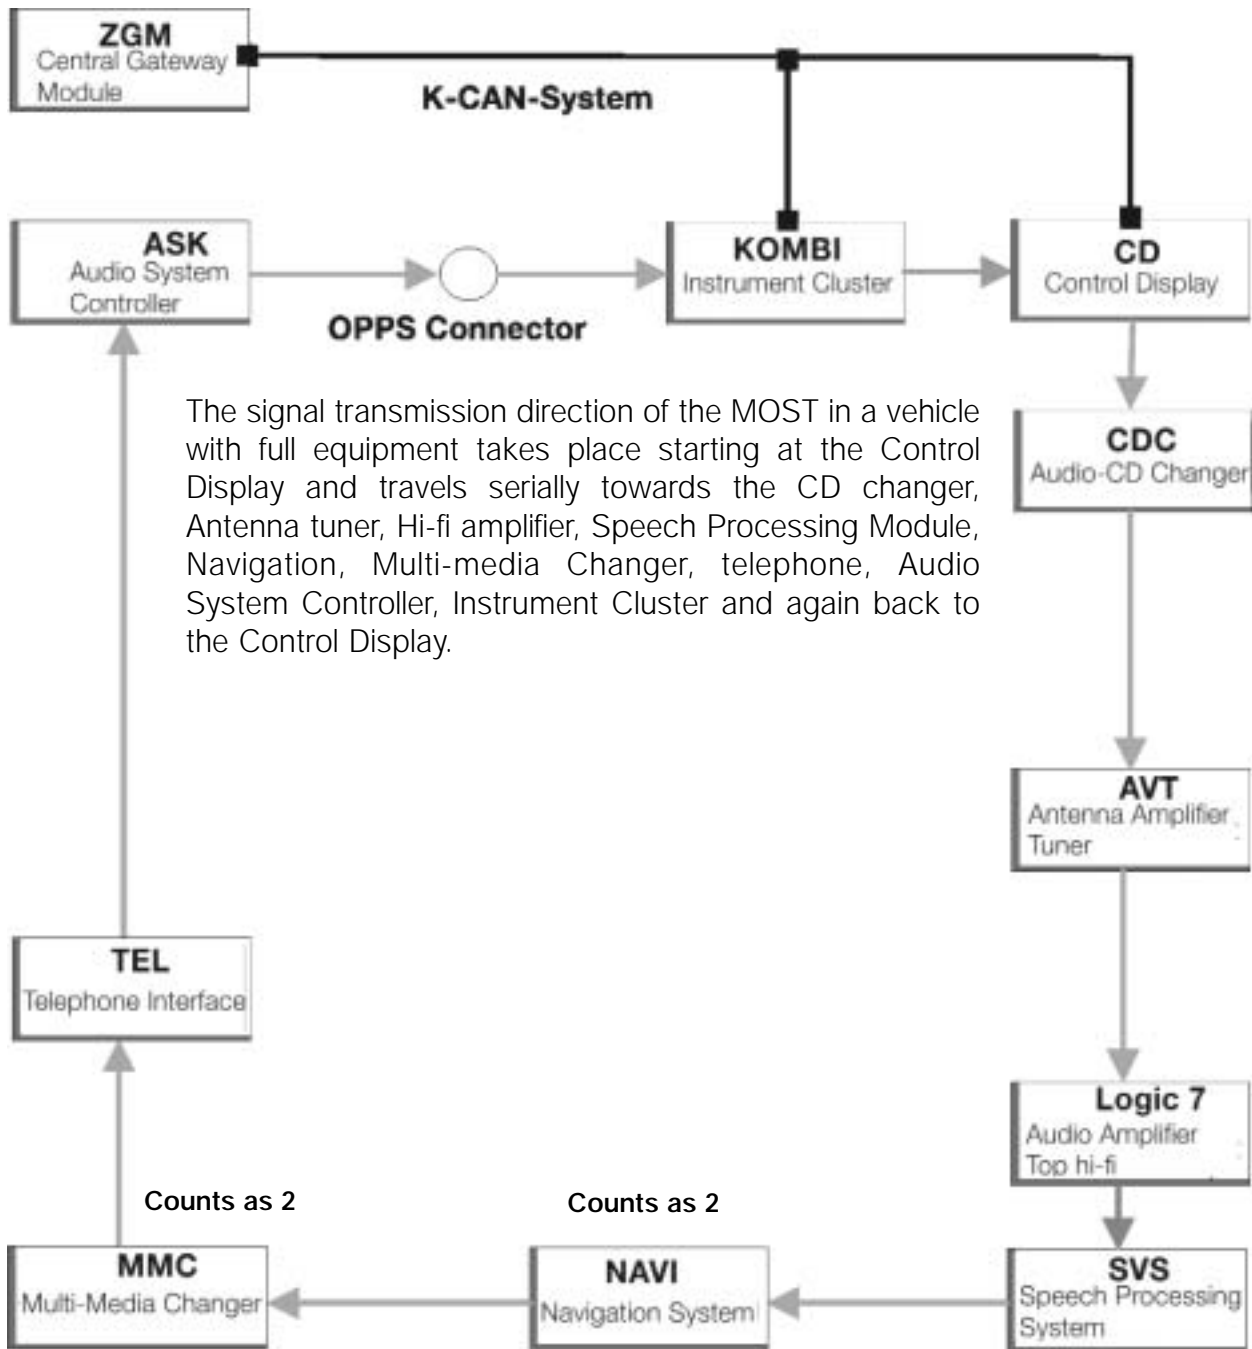 ZGM
Central Gateway
Module
K-CAN-System
ASK
Audio System
Controller
OPPS Connector
KOMBI
Instrument Cluster
CD
Control Display
The signal transmission direction of the MOST in a vehicle
with full equipment takes place starting at the Control
Display and travels serially towards the CD changer,
Antenna tuner, Hi-fi amplifier, Speech Processing Module,
Navigation, Multi-media Changer, telephone, Audio
System Controller, Instrument Cluster and again back to
the Control Display.
CDC
Audio-CD Changer
AVT
Antenna Amplifier
Tuner
TEL
Telephone Interface
Logic 7
Audio Amplifier
Top hi-fi
Counts as 2
Counts as 2
MMC
Multi-Media Changer
NAVI
Navigation System
SVS
Speech Processing
System